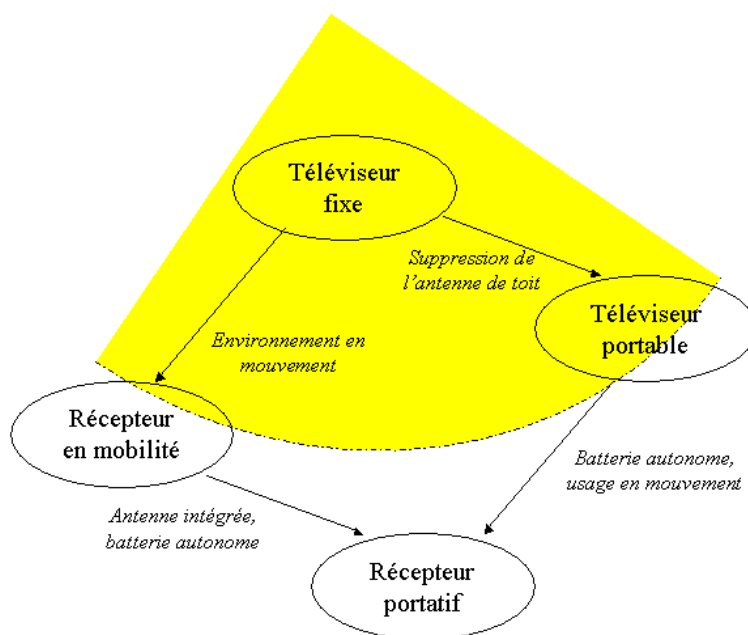 Téléviseur
fixe
Suppression de
l'antenne de toit
Téléviseur
portable
Environnement en
mouvement
Récepteur
en mobilité
Batterie autonome,
usage en mouvement
Antenne intégrée,
batterie autonome
Récepteur
portatif